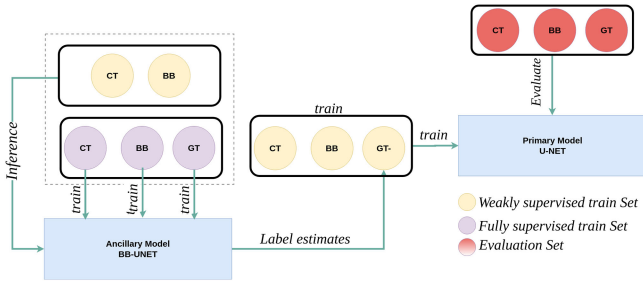 CT
BB
GT
CT
BB
Evaluate
Inference
train
CT
BB
GT
CT
BB
GT-
train
Primary Model
U-NET
train
train
train
Weakly supervised train Set
Fully supervised train Set
Evaluation Set
Ancillary Model
BB-UNET
Label estimates